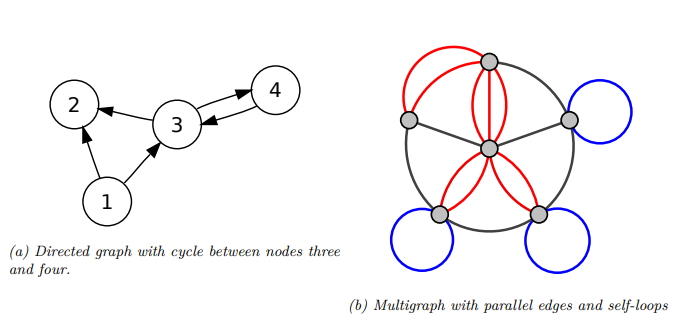 2
3
4
1
(a) Directed graph with cycle between nodes three
and four.
(b) Multigraph with parallel edges and self-loops